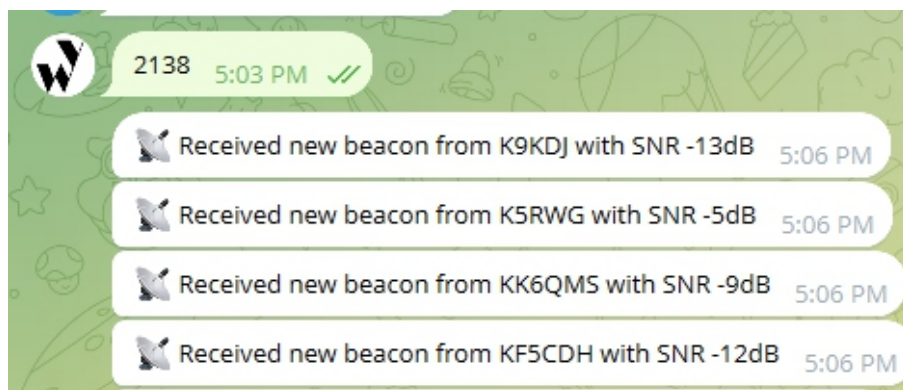 2138 5:03 PM
Received new beacon from K9KDJ with SNR -13dB 5:06 PM
Received new beacon from K5RWG with SNR -5dB 5:06 PM
Received new beacon from KK6QMS with SNR -9dB 5:06 PM
Received new beacon from KF5CDH with SNR -12dB 5:06 PM